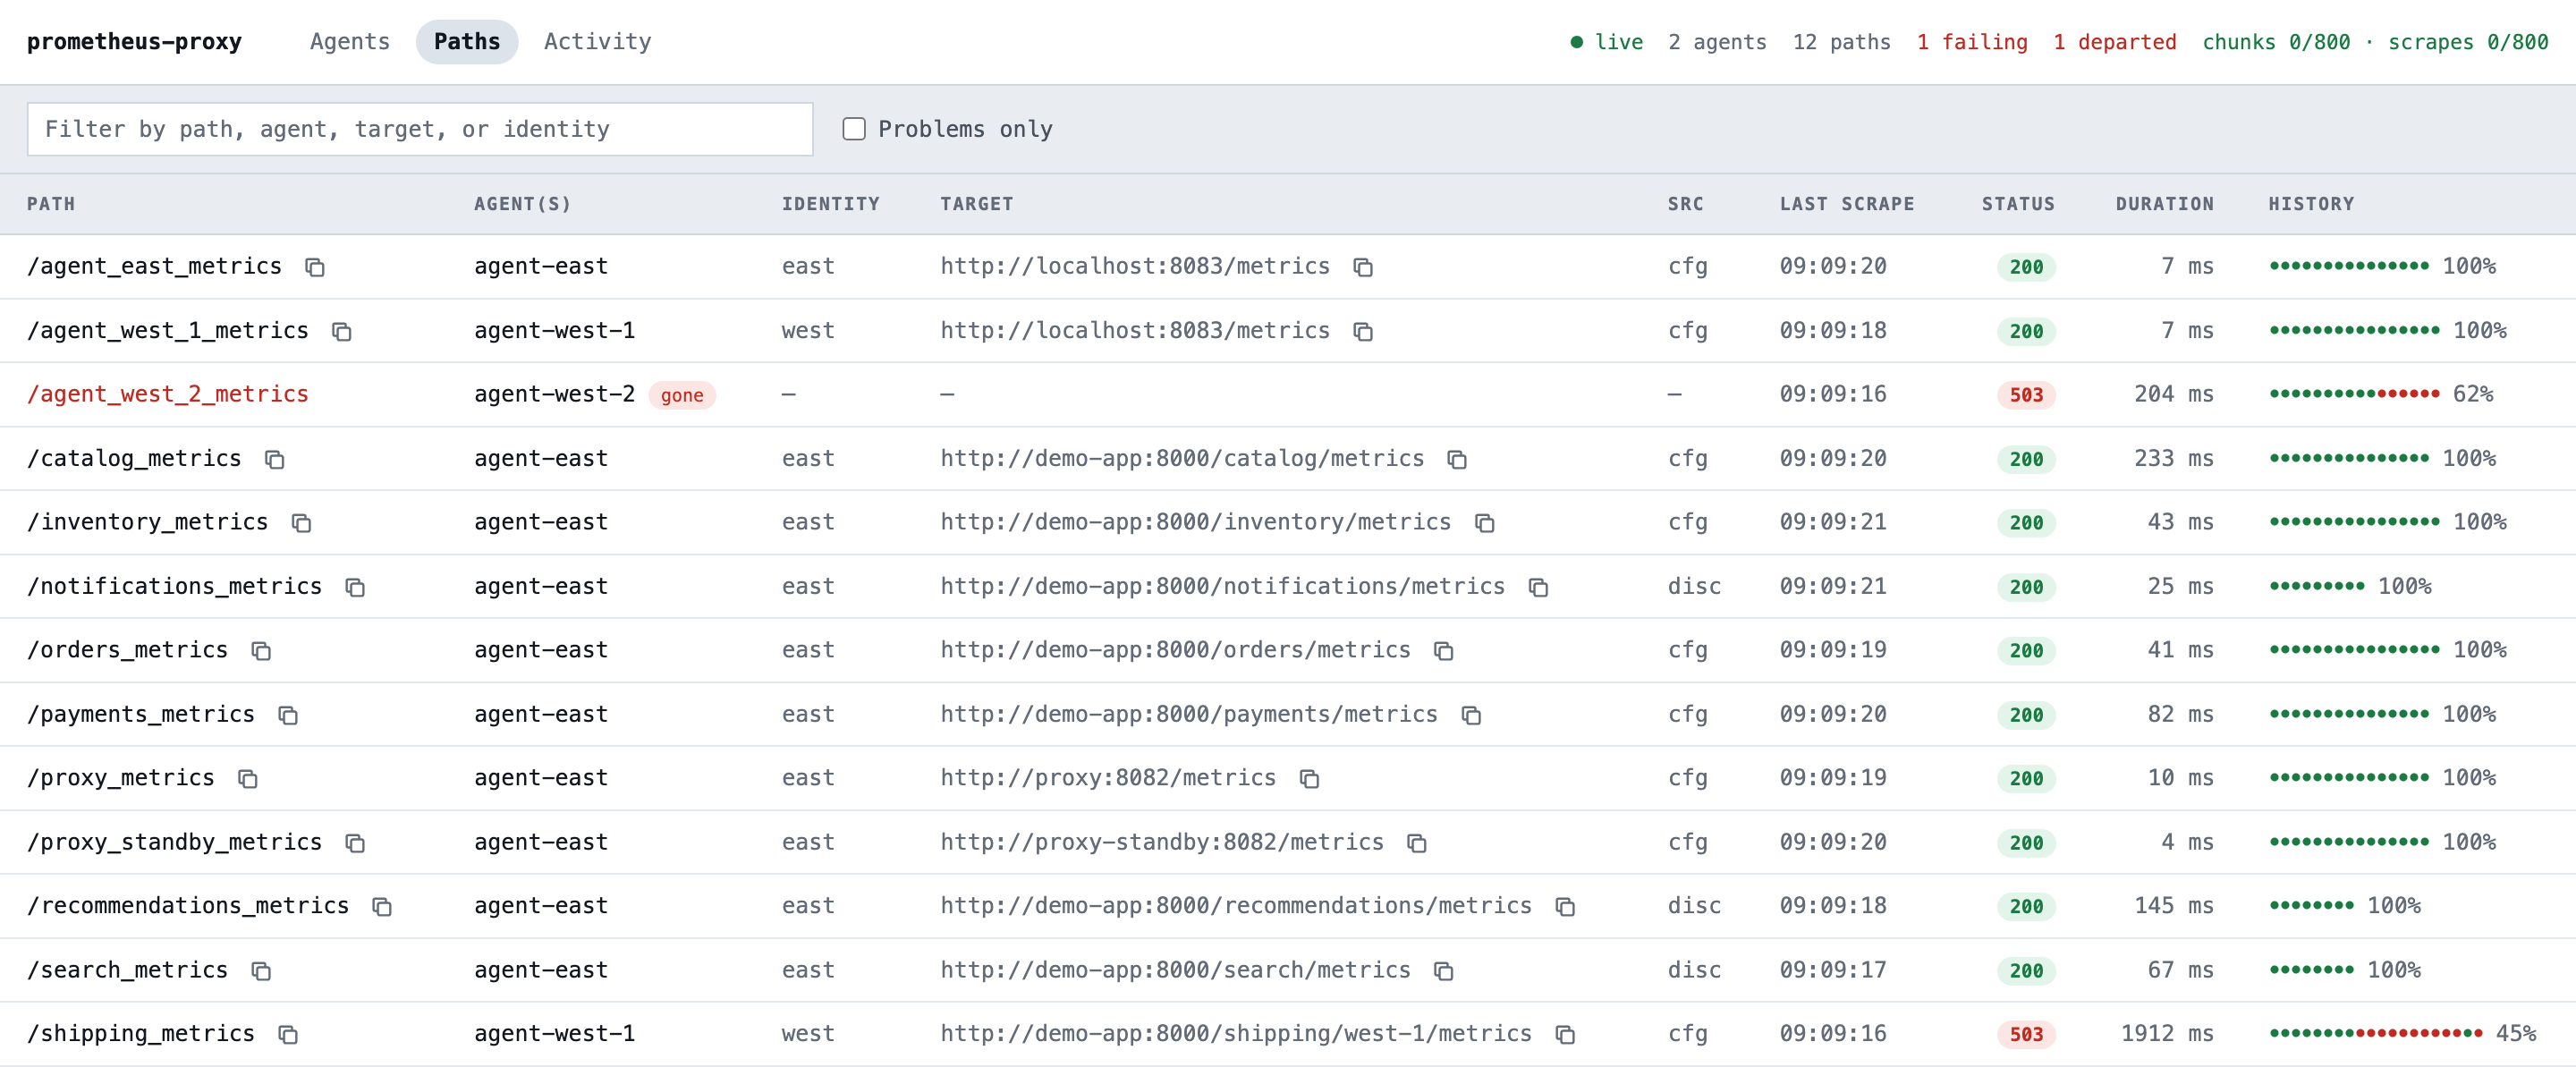 prometheus-proxy Agents Paths Activity live 2 agents 12 paths 1 failing 1 departed chunks 0/800 · scrapes 0/800
Filter by path, agent, target, or identity Problems only
PATH AGENT(S) IDENTITY TARGET SRC LAST SCRAPE STATUS DURATION HISTORY
/agent_east_metrics agent-east east http://localhost:8083/metrics cfg 09:09:20 200 7 ms 100%
/agent_west_1_metrics agent-west-1 west http://localhost:8083/metrics cfg 09:09:18 200 7 ms 100%
/agent_west_2_metrics agent-west-2 gone — — — 09:09:16 503 204 ms 62%
/catalog_metrics agent-east east http://demo-app:8000/catalog/metrics cfg 09:09:20 200 233 ms 100%
/inventory_metrics agent-east east http://demo-app:8000/inventory/metrics cfg 09:09:21 200 43 ms 100%
/notifications_metrics agent-east east http://demo-app:8000/notifications/metrics disc 09:09:21 200 25 ms 100%
/orders_metrics agent-east east http://demo-app:8000/orders/metrics cfg 09:09:19 200 41 ms 100%
/payments_metrics agent-east east http://demo-app:8000/payments/metrics cfg 09:09:20 200 82 ms 100%
/proxy_metrics agent-east east http://proxy:8082/metrics cfg 09:09:19 200 10 ms 100%
/proxy_standby_metrics agent-east east http://proxy-standby:8082/metrics cfg 09:09:20 200 4 ms 100%
/recommendations_metrics agent-east east http://demo-app:8000/recommendations/metrics disc 09:09:18 200 145 ms 100%
/search_metrics agent-east east http://demo-app:8000/search/metrics disc 09:09:17 200 67 ms 100%
/shipping_metrics agent-west-1 west http://demo-app:8000/shipping/west-1/metrics cfg 09:09:16 503 1912 ms 45%